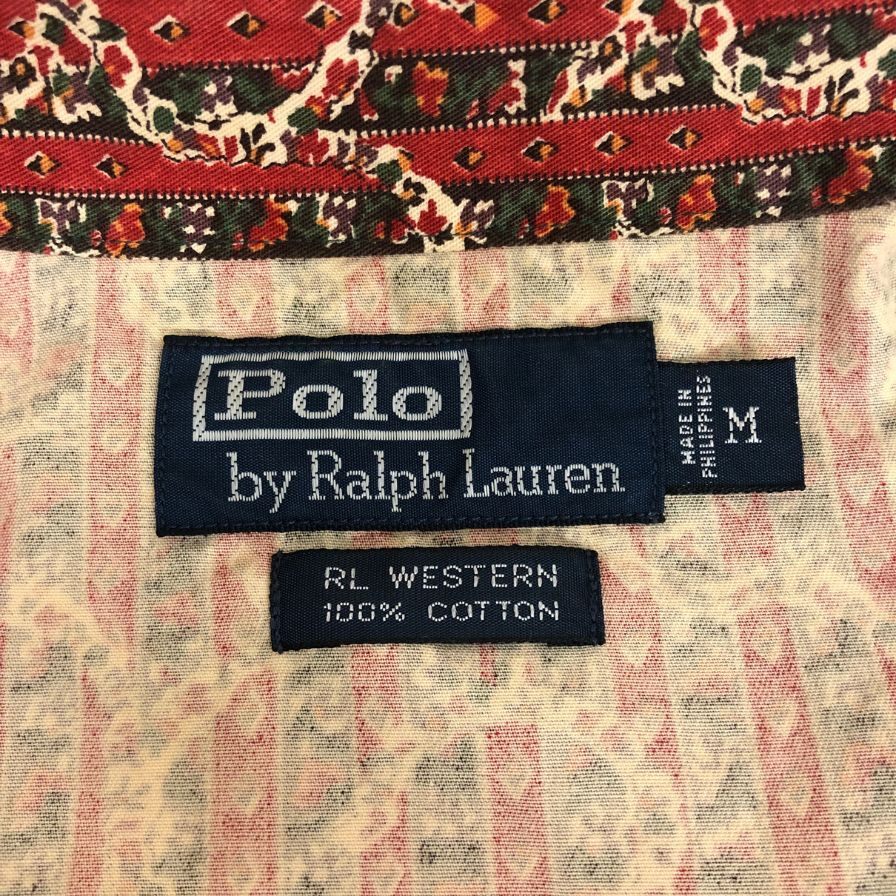 Polo
by Ralph Lauren
MADE IN
PHILIPPINES
M
RL WESTERN
100% COTTON